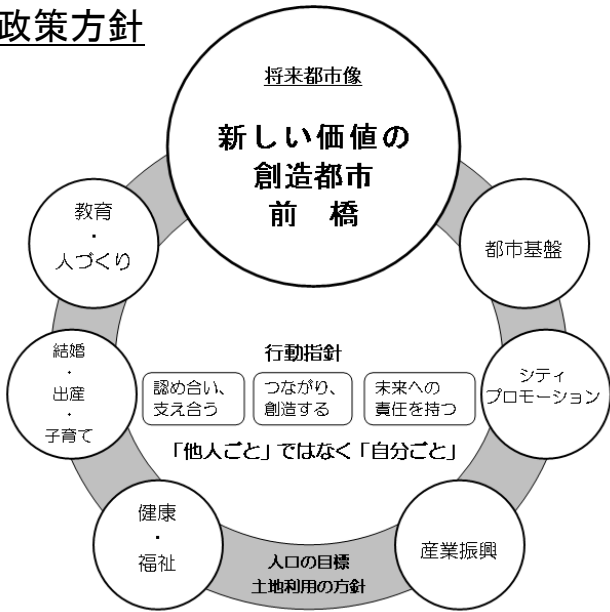 政策方針
将来都市像
新しい価値の
創造都市
前 橋
教育
・
人づくり
都市基盤
結婚
・
出産
・
子育て
行動指針
認め合い、
支え合う
つながり、
創造する
未来への
責任を持つ
「他人ごと」ではなく「自分ごと」
シティ
プロモーション
健康
・
福祉
産業振興
人口の目標
土地利用の方針